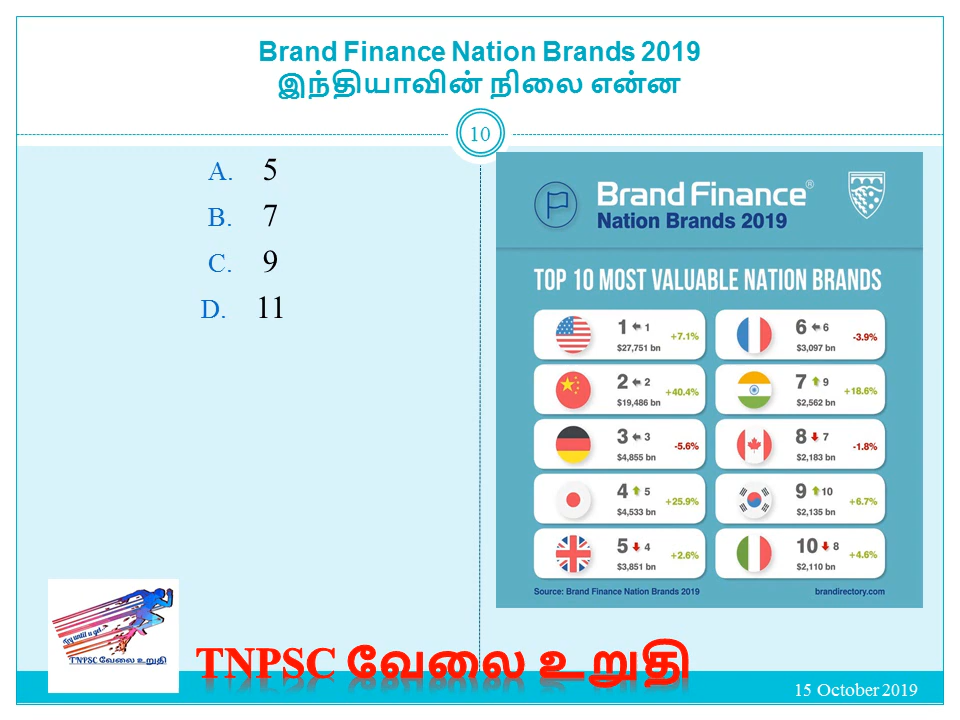 Brand Finance Nation Brands 2019
இந்தியாவின் நிலை என்ன
10
A. 5
B. 7
C. 9
D. 11
Brand Finance®
Nation Brands 2019
TOP 10 MOST VALUABLE NATION BRANDS
1 1
$27,751 bn
+7.1%
2 2
$19,486 bn
+40.4%
3 3
$4,855 bn
-5.6%
4 5
$4,533 bn
+25.9%
5 4
$3,851 bn
+2.6%
6 6
$3,097 bn
-3.9%
7 9
$2,562 bn
+18.6%
8 7
$2,183 bn
-1.8%
9 10
$2,135 bn
+6.7%
10 8
$2,110 bn
+4.6%
Source: Brand Finance Nation Brands 2019
brandirectory.com
Try until u get...
TNPSC வேலை உறுதி
TNPSC வேலை உறுதி
15 October 2019